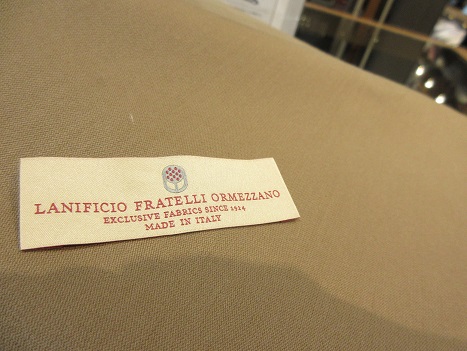 LANIFICIO FRATELLI ORMEZZANO
EXCLUSIVE FABRICS SINCE 1914
MADE IN ITALY